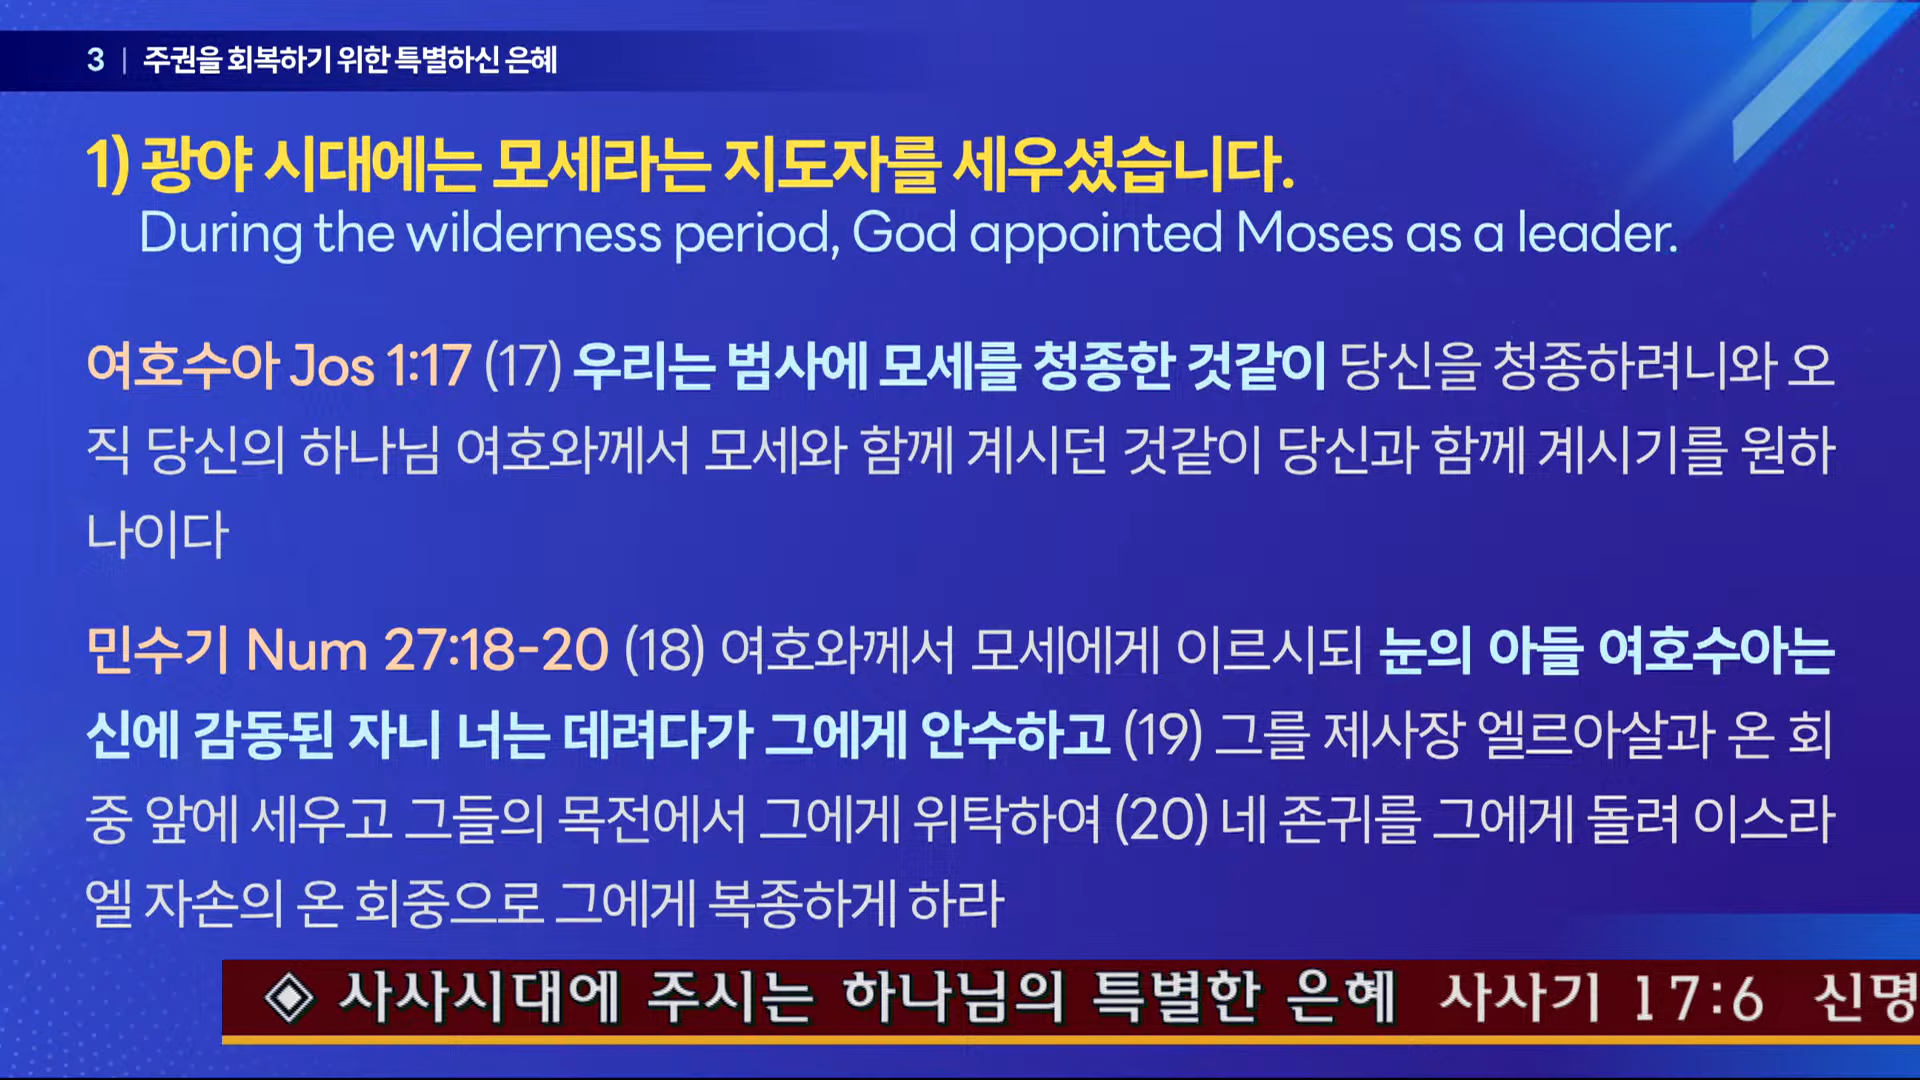 3 | 주권을 회복하기 위한 특별하신 은혜
1) 광야 시대에는 모세라는 지도자를 세우셨습니다.
During the wilderness period, God appointed Moses as a leader.
여호수아 Jos 1:17 (17) 우리는 범사에 모세를 청종한 것같이 당신을 청종하려니와 오
직 당신의 하나님 여호와께서 모세와 함께 계시던 것같이 당신과 함께 계시기를 원하
나이다
민수기 Num 27:18-20 (18) 여호와께서 모세에게 이르시되 눈의 아들 여호수아는
신에 감동된 자니 너는 데려다가 그에게 안수하고 (19) 그를 제사장 엘르아살과 온 회
중 앞에 세우고 그들의 목전에서 그에게 위탁하여 (20) 네 존귀를 그에게 돌려 이스라
엘 자손의 온 회중으로 그에게 복종하게 하라
◈ 사사시대에 주시는 하나님의 특별한 은혜 사사기 17:6 신명